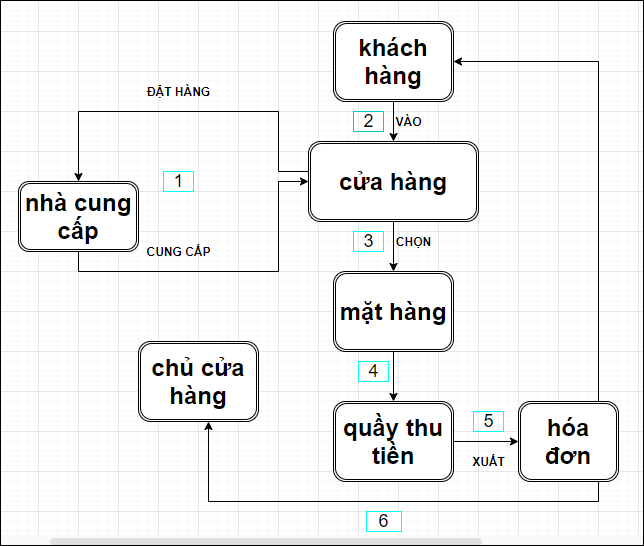 khách
hàng
ĐẶT HÀNG
2
VÀO
1
cửa hàng
nhà cung
cấp
3
CHỌN
CUNG CẤP
mặt hàng
chủ cửa
hàng
4
quầy thu
tiền
5
XUẤT
hóa
đơn
6